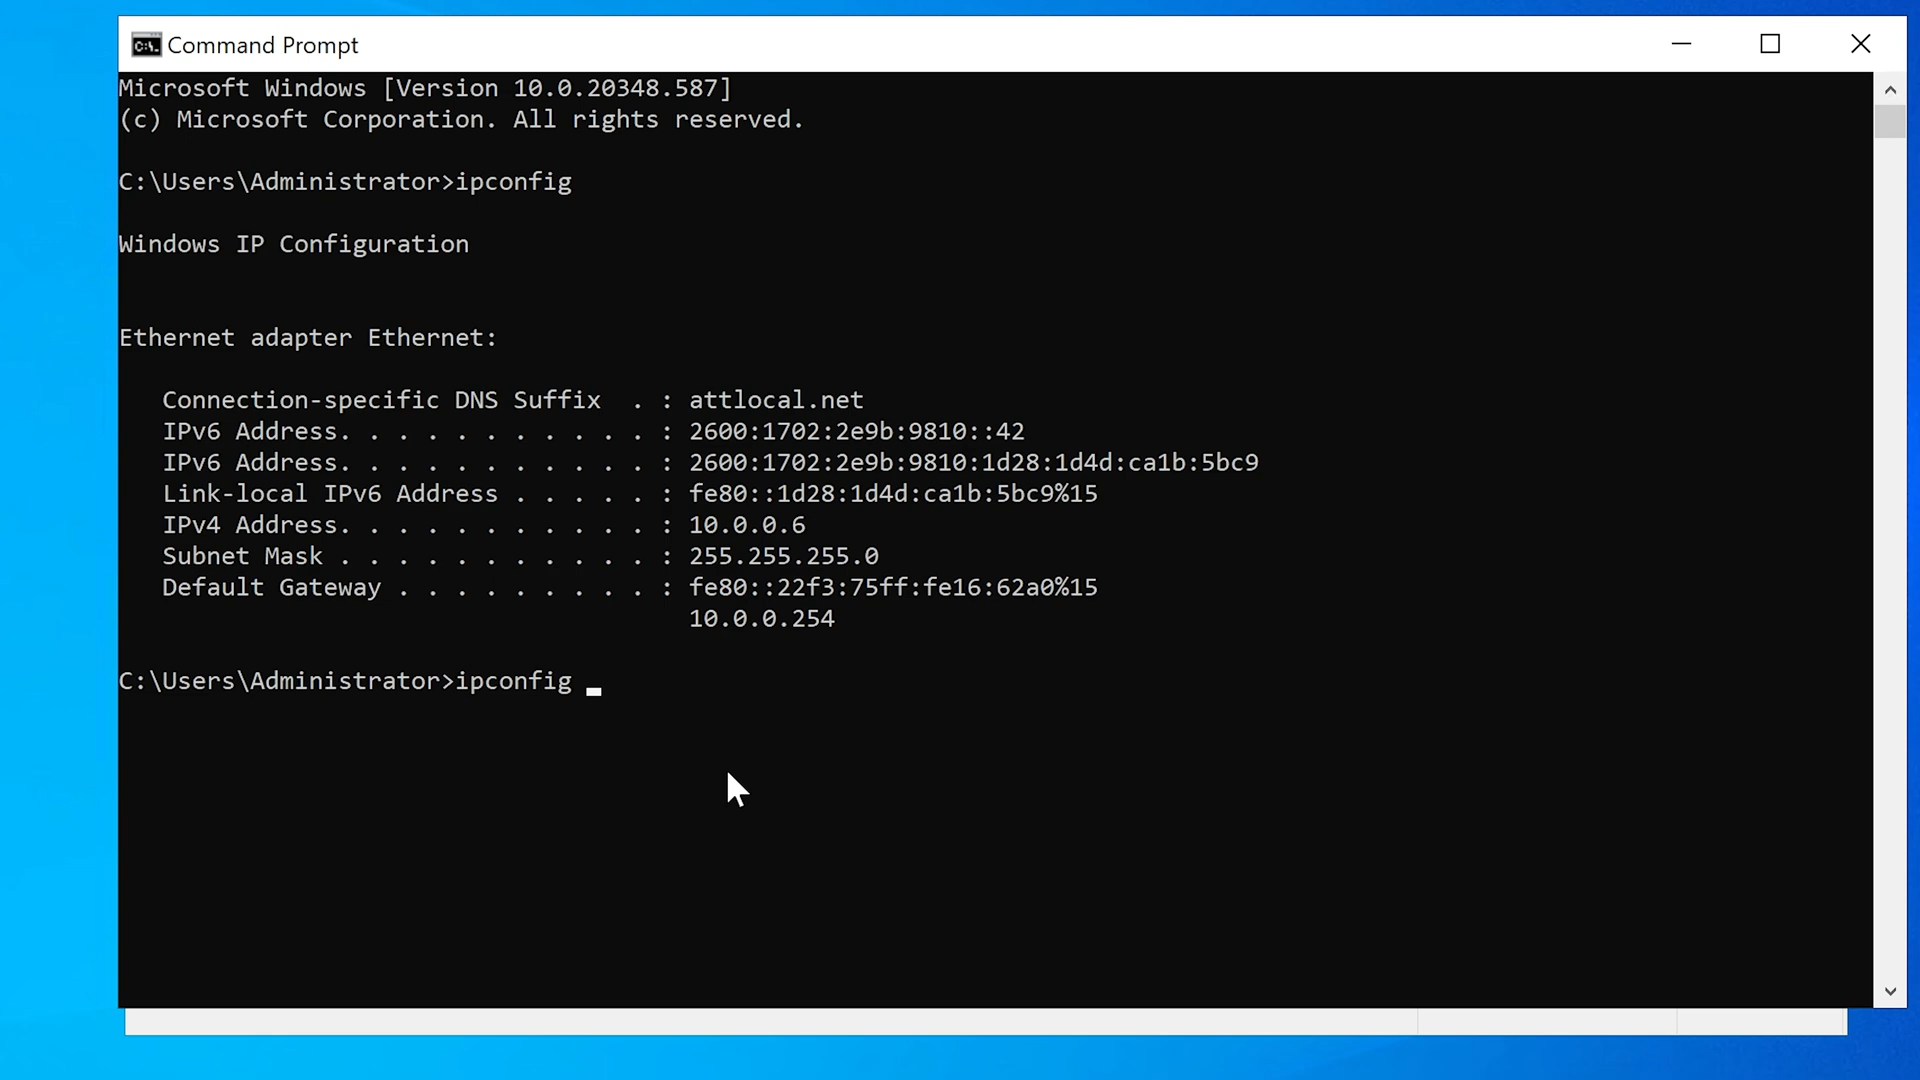 Command Prompt
Microsoft Windows [Version 10.0.20348.587]
(c) Microsoft Corporation. All rights reserved.
C:\Users\Administrator>ipconfig
Windows IP Configuration
Ethernet adapter Ethernet:
Connection-specific DNS Suffix  . : attlocal.net
IPv6 Address. . . . . . . . . . . : 2600:1702:2e9b:9810::42
IPv6 Address. . . . . . . . . . . : 2600:1702:2e9b:9810:1d28:1d4d:ca1b:5bc9
Link-local IPv6 Address . . . . . : fe80::1d28:1d4d:ca1b:5bc9%15
IPv4 Address. . . . . . . . . . . : 10.0.0.6
Subnet Mask . . . . . . . . . . . : 255.255.255.0
Default Gateway . . . . . . . . . : fe80::22f3:75ff:fe16:62a0%15
10.0.0.254
C:\Users\Administrator>ipconfig